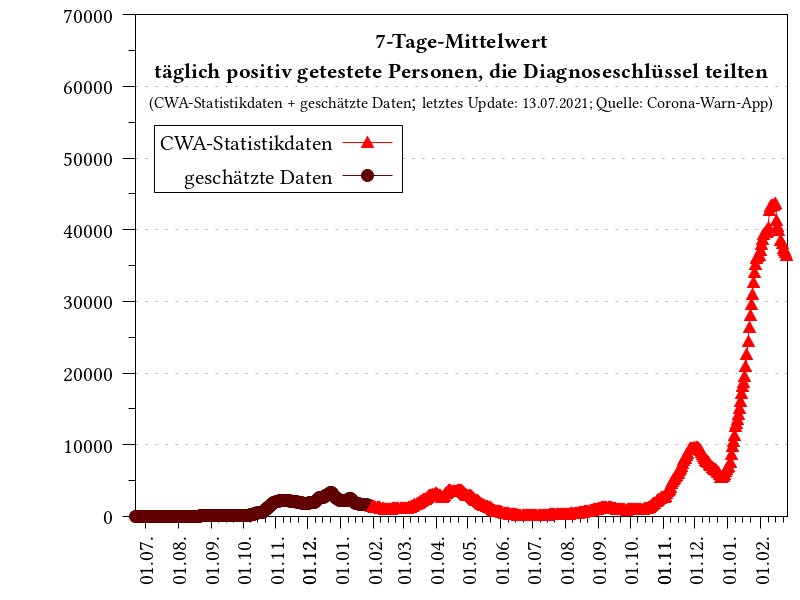 7-Tage-Mittelwert
täglich positiv getestete Personen, die Diagnoseschlüssel teilten
(CWA-Statistikdaten + geschätzte Daten; letztes Update: 13.07.2021; Quelle: Corona-Warn-App)
CWA-Statistikdaten
geschätzte Daten
70000
60000
50000
40000
30000
20000
10000
0
01.07. 01.08. 01.09. 01.10. 01.11. 01.12. 01.01. 01.02. 01.03. 01.04. 01.05. 01.06. 01.07. 01.08. 01.09. 01.10. 01.11. 01.12. 01.01. 01.02.